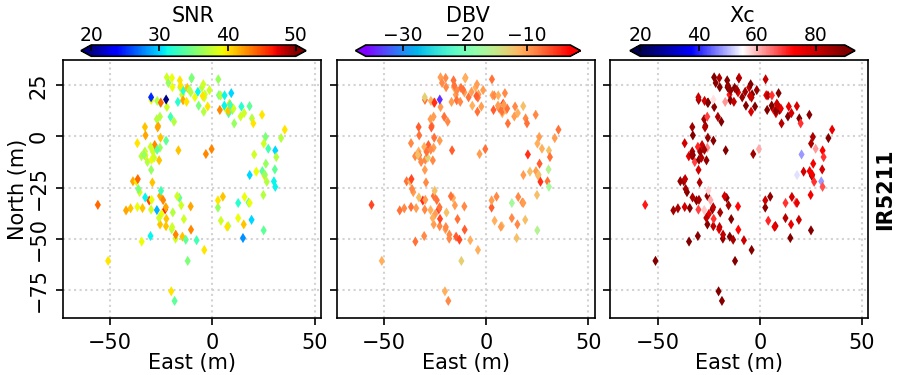 SNR DBV Xc
20 30 40 50 −30 −20 −10 20 40 60 80
25
0
−25
−50
−75
North (m)
IR5211
−50 0 50 −50 0 50 −50 0 50
East (m) East (m) East (m)